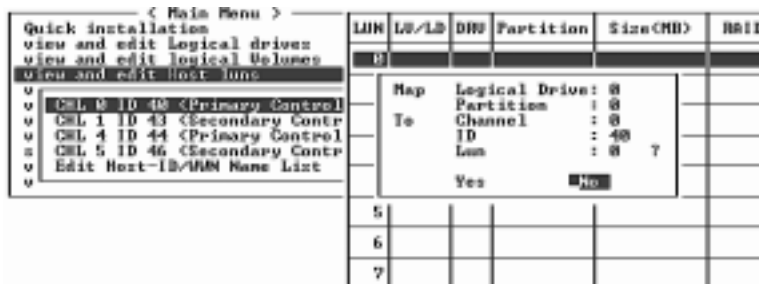 < Main Menu >
Quick installation
view and edit Logical drives
view and edit logical Volumes
view and edit Host luns
v
v CHL 0 ID 40 <Primary Control
v CHL 1 ID 43 <Secondary Contr
v CHL 4 ID 44 <Primary Control
s CHL 5 ID 46 <Secondary Contr
v Edit Host-ID/WWN Name List
v
LUN LV/LD DRV Partition Size(MB) RAID
0
Map Logical Drive: 0
Partition : 0
To Channel : 0
ID : 40
Lun : 0 ?
Yes No
5
6
7